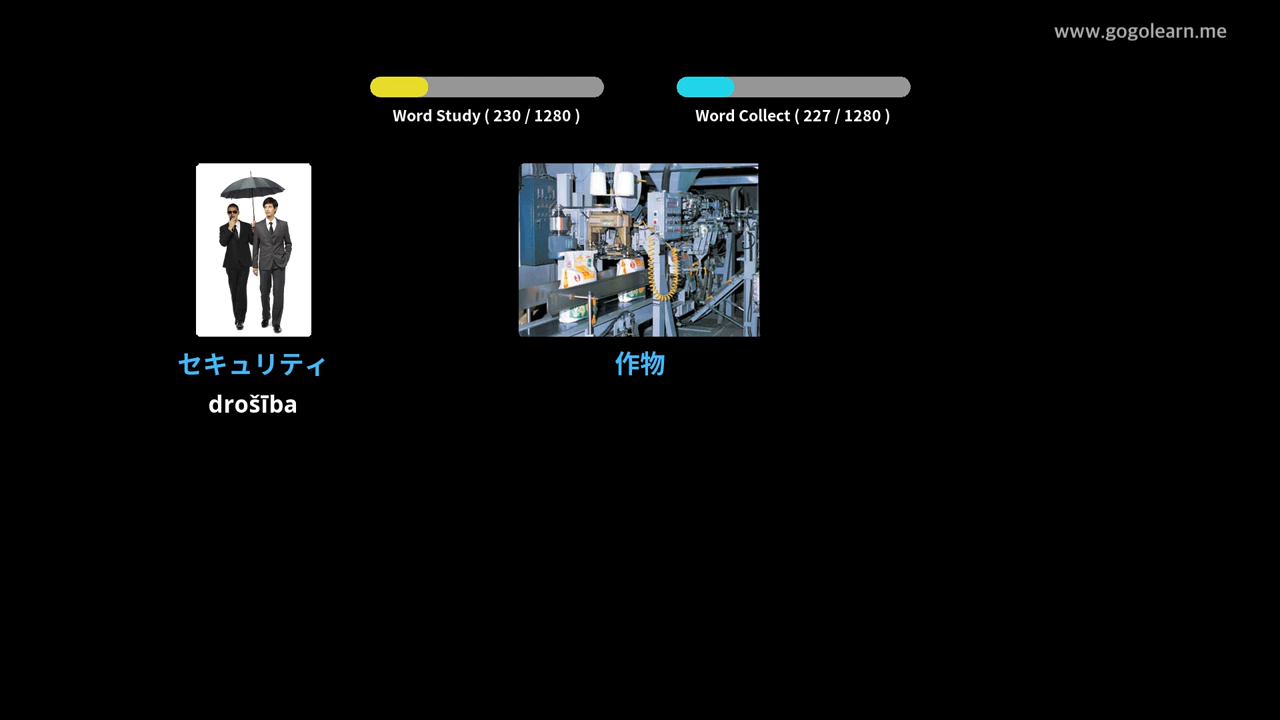 www.gogolearn.me
Word Study ( 230 / 1280 )
Word Collect ( 227 / 1280 )
セキュリティ
作物
drošība